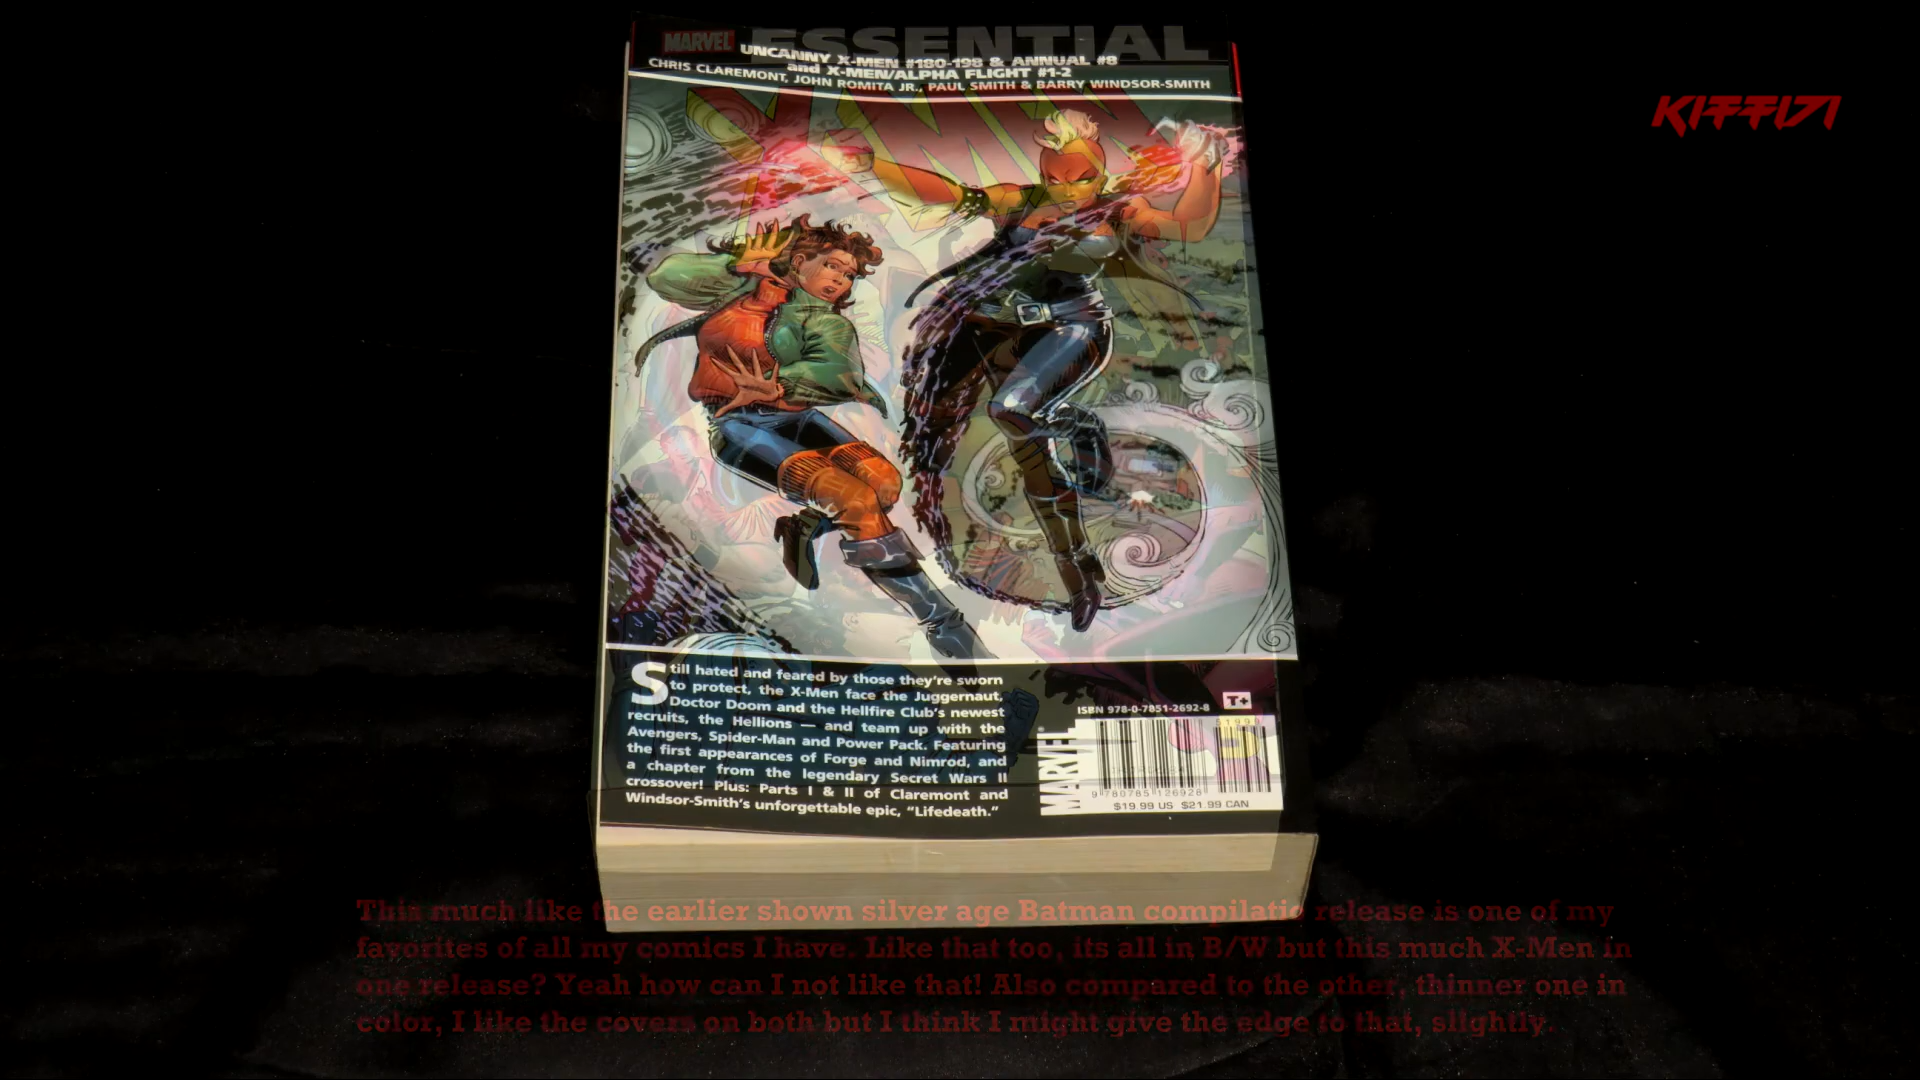 MARVEL ESSENTIAL
UNCANNY X-MEN #180-198 & ANNUAL #8
and X-MEN/ALPHA FLIGHT #1-2
CHRIS CLAREMONT, JOHN ROMITA JR., PAUL SMITH & BARRY WINDSOR-SMITH
X-MEN
KITTIDI
Still hated and feared by those they're sworn
to protect, the X-Men face the Juggernaut,
Doctor Doom and the Hellfire Club's newest
recruits, the Hellions — and team up with the
Avengers, Spider-Man and Power Pack. Featuring
the first appearances of Forge and Nimrod, and
a chapter from the legendary Secret Wars II
crossover! Plus: Parts I & II of Claremont and
Windsor-Smith's unforgettable epic, "Lifedeath."
T+
ISBN 978-0-7851-2692-8
51999
MARVEL
9 780785 126928
$19.99 US $21.99 CAN
This much like the earlier shown silver age Batman compilatio release is one of my
favorites of all my comics I have. Like that too, its all in B/W but this much X-Men in
one release? Yeah how can I not like that! Also compared to the other, thinner one in
color, I like the covers on both but I think I might give the edge to that, slightly.